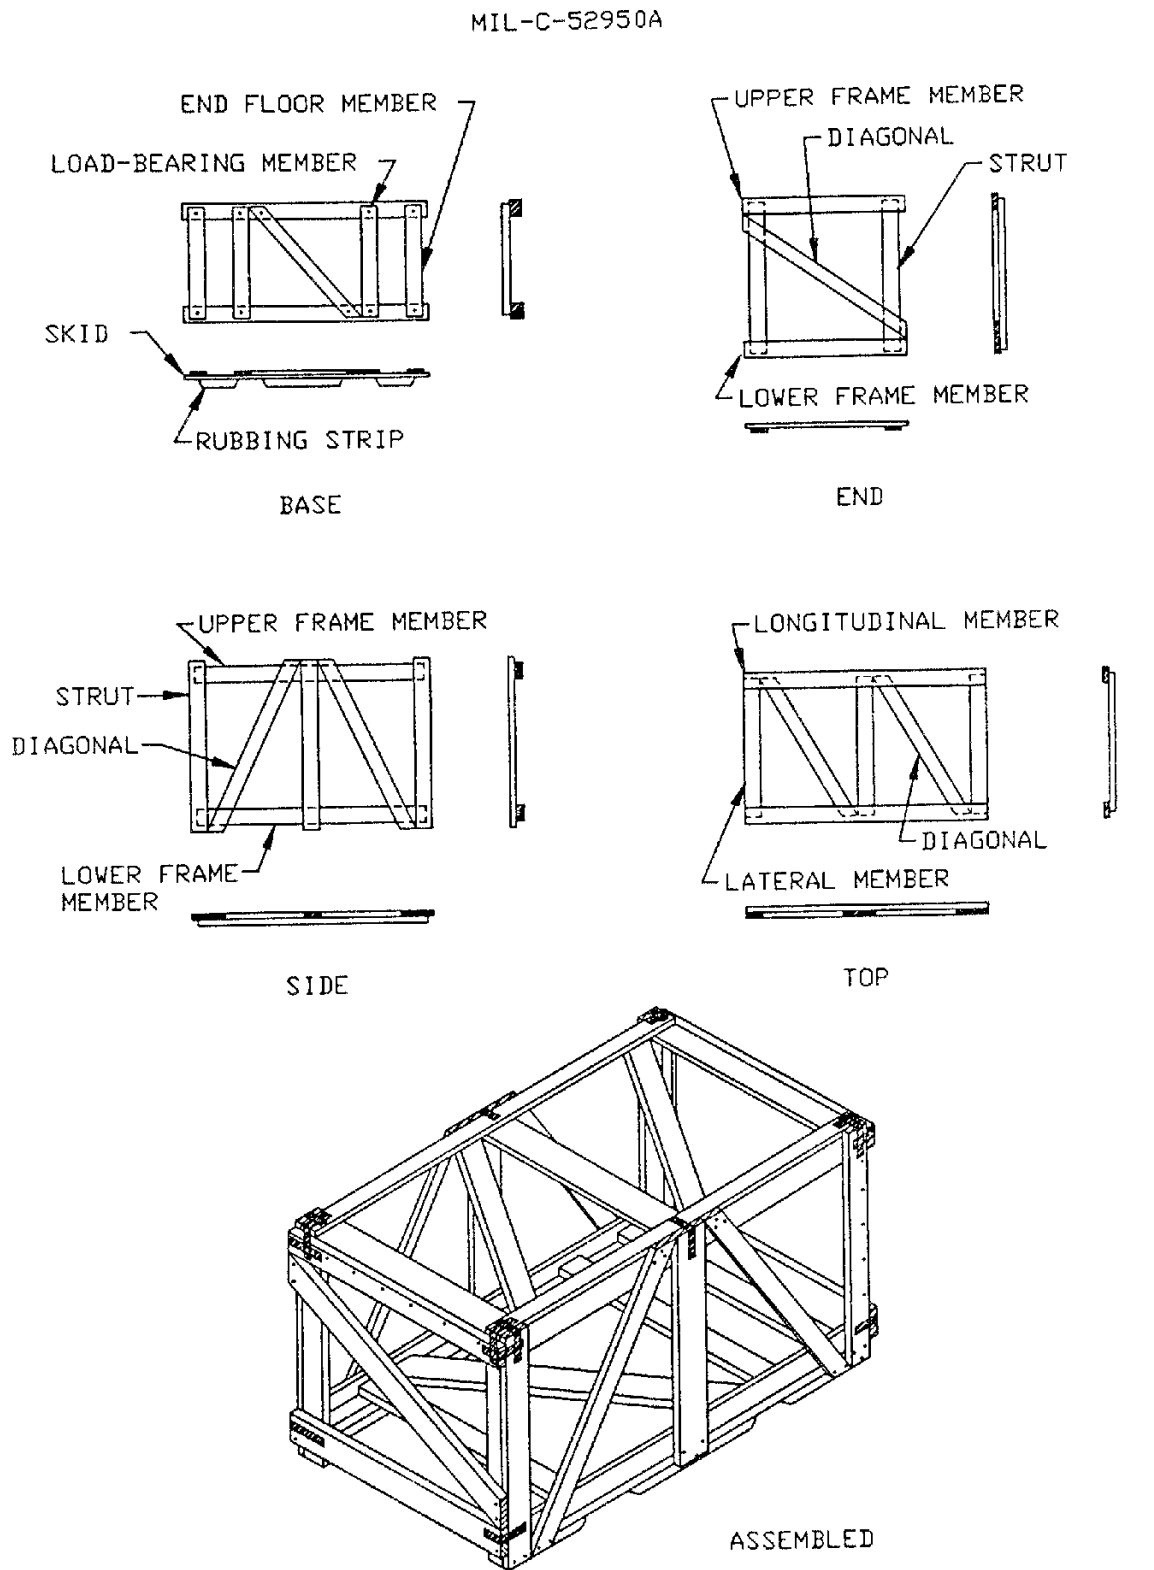 MIL-C-52950A
END FLOOR MEMBER
LOAD-BEARING MEMBER
SKID
RUBBING STRIP
BASE
UPPER FRAME MEMBER
DIAGONAL
STRUT
LOWER FRAME MEMBER
END
UPPER FRAME MEMBER
STRUT
DIAGONAL
LOWER FRAME
MEMBER
SIDE
LONGITUDINAL MEMBER
DIAGONAL
LATERAL MEMBER
TOP
ASSEMBLED